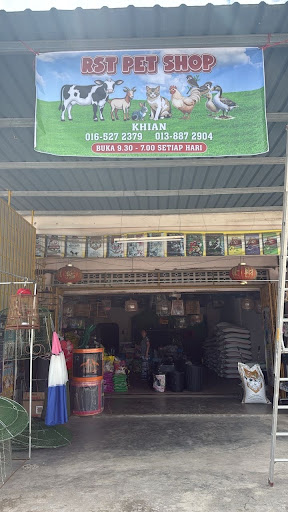 RST PET SHOP
KHIAN
016-527 2379 013-887 2904
BUKA 9.30 - 7.00 SETIAP HARI